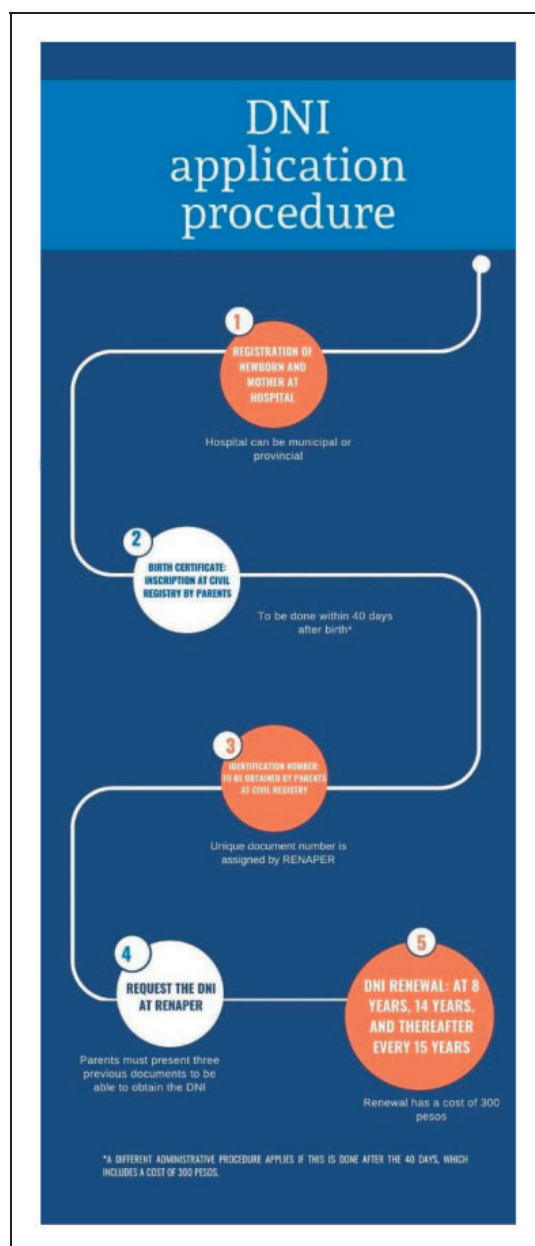 DNI
application
procedure
1
REGISTRATION OF
NEWBORN AND
MOTHER AT
HOSPITAL
Hospital can be municipal or
provincial
2
BIRTH CERTIFICATE:
INSCRIPTION AT CIVIL
REGISTRY BY PARENTS
To be done within 40 days
after birth*
3
IDENTIFICATION NUMBER:
TO BE OBTAINED BY PARENTS
AT CIVIL REGISTRY
Unique document number is
assigned by RENAPER
4
REQUEST THE DNI
AT RENAPER
Parents must present three
previous documents to be
able to obtain the DNI
5
DNI RENEWAL: AT 8
YEARS, 14 YEARS,
AND THEREAFTER
EVERY 15 YEARS
Renewal has a cost of 300
pesos
*A DIFFERENT ADMINISTRATIVE PROCEDURE APPLIES IF THIS IS DONE AFTER THE 40 DAYS, WHICH
INCLUDES A COST OF 300 PESOS.